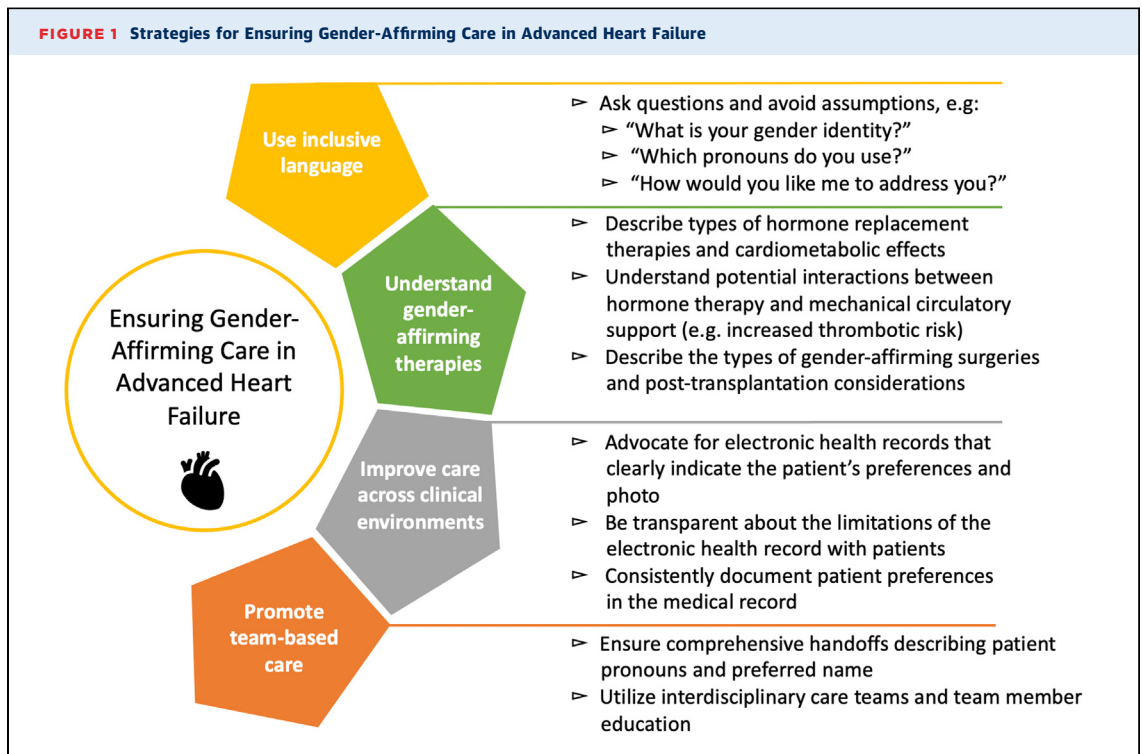 FIGURE 1 Strategies for Ensuring Gender-Affirming Care in Advanced Heart Failure
Ensuring Gender-
Affirming Care in
Advanced Heart
Failure
Use inclusive
language
▻ Ask questions and avoid assumptions, e.g:
▻ “What is your gender identity?”
▻ “Which pronouns do you use?”
▻ “How would you like me to address you?”
Understand
gender-
affirming
therapies
▻ Describe types of hormone replacement
therapies and cardiometabolic effects
▻ Understand potential interactions between
hormone therapy and mechanical circulatory
support (e.g. increased thrombotic risk)
▻ Describe the types of gender-affirming surgeries
and post-transplantation considerations
Improve care
across clinical
environments
▻ Advocate for electronic health records that
clearly indicate the patient’s preferences and
photo
▻ Be transparent about the limitations of the
electronic health record with patients
▻ Consistently document patient preferences
in the medical record
Promote
team-based
care
▻ Ensure comprehensive handoffs describing patient
pronouns and preferred name
▻ Utilize interdisciplinary care teams and team member
education